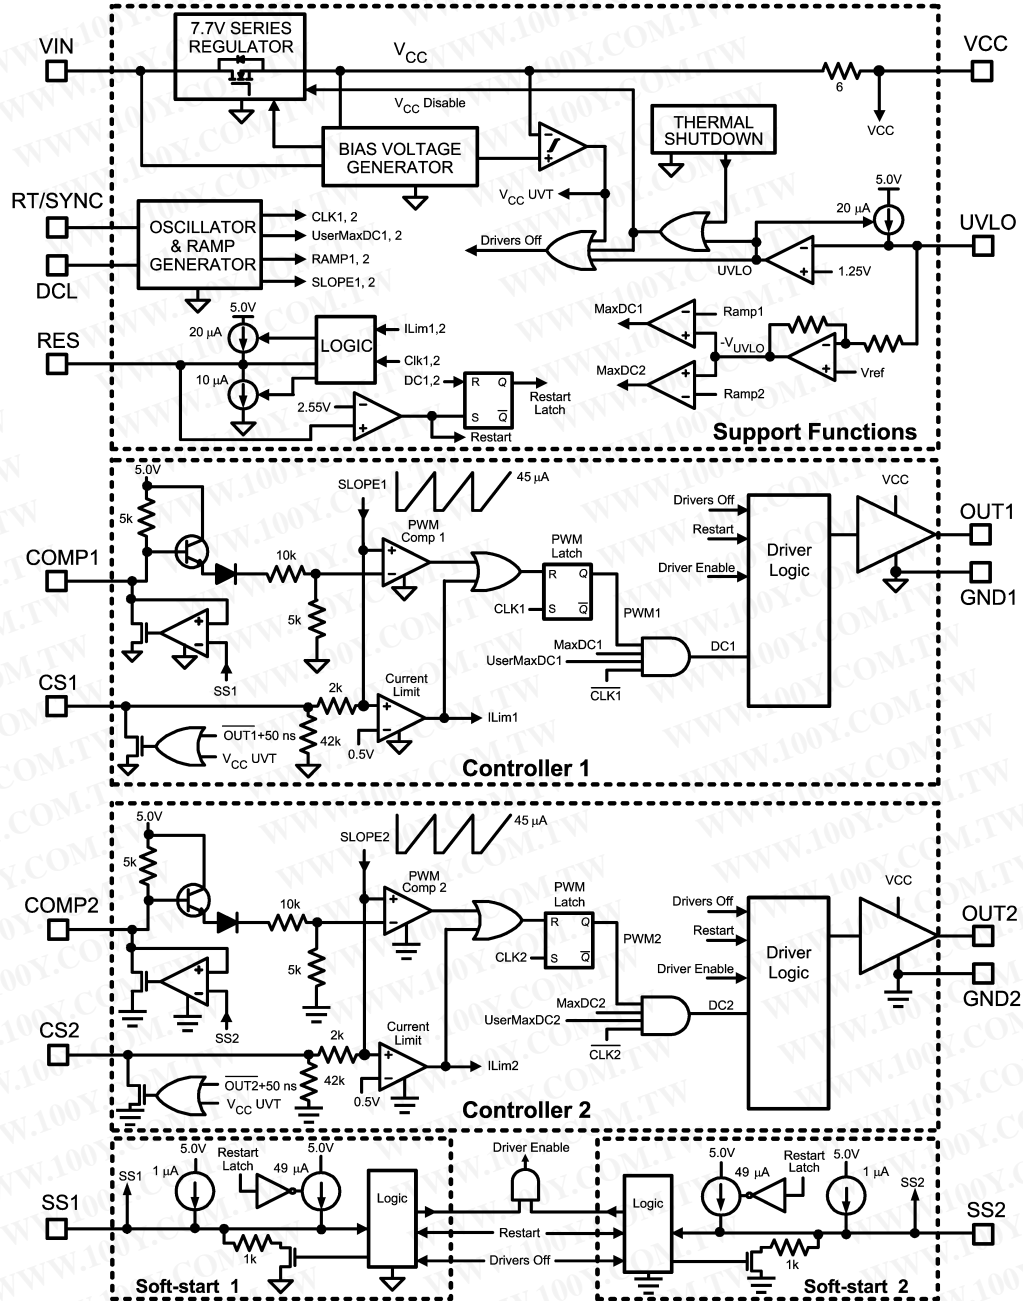 7.7V SERIES
REGULATOR
VIN
VCC
VCC
6
VCC
VCC Disable
THERMAL
SHUTDOWN
BIAS VOLTAGE
GENERATOR
VCC UVT
5.0V
20 µA
RT/SYNC
UVLO
OSCILLATOR
& RAMP
GENERATOR
CLK1, 2
UserMaxDC1, 2
RAMP1, 2
SLOPE1, 2
Drivers Off
UVLO
1.25V
DCL
5.0V
20 µA
LOGIC
ILim1,2
Clk1,2
RES
10 µA
DC1,2
R Q
S Q
Restart
Latch
2.55V
Restart
MaxDC1
Ramp1
-VUVLO
MaxDC2
Ramp2
Vref
Support Functions
5.0V
5k
COMP1
10k
5k
SS1
SLOPE1
45 µA
PWM
Comp 1
PWM
Latch
R Q
S Q
CLK1
PWM1
MaxDC1
UserMaxDC1
CLK1
DC1
Drivers Off
Restart
Driver Enable
Driver
Logic
VCC
OUT1
GND1
CS1
2k
42k
Current
Limit
0.5V
ILim1
OUT1+50 ns
VCC UVT
Controller 1
5.0V
5k
COMP2
10k
5k
SS2
SLOPE2
45 µA
PWM
Comp 2
PWM
Latch
R Q
S Q
CLK2
PWM2
MaxDC2
UserMaxDC2
CLK2
DC2
Drivers Off
Restart
Driver Enable
Driver
Logic
VCC
OUT2
GND2
CS2
2k
42k
Current
Limit
0.5V
ILim2
OUT2+50 ns
VCC UVT
Controller 2
SS1
SS1
5.0V
1 µA
Restart
Latch
49 µA
5.0V
Logic
1k
Soft-start 1
Driver Enable
Restart
Drivers Off
Logic
5.0V
49 µA
Restart
Latch
5.0V
1 µA
SS2
SS2
1k
Soft-start 2
WWW.100Y.COM.TW